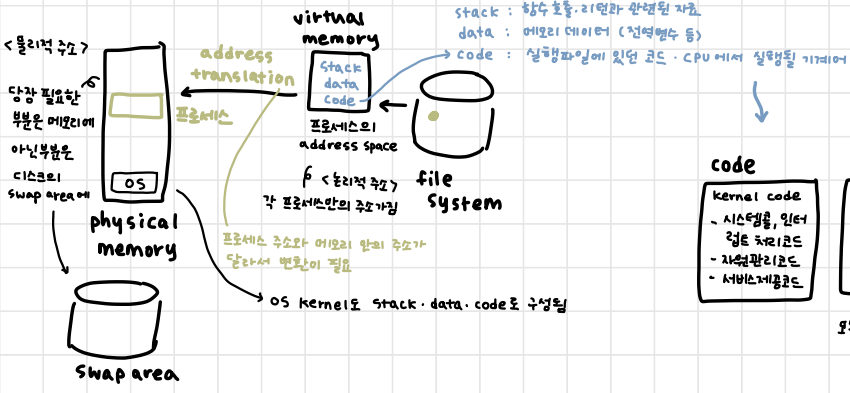 stack : 함수호출·리턴과 관련된 자료
data : 메모리 데이터 (전역변수 등)
code : 실행파일에 있던 코드·CPU에서 실행될 기계어
virtual
memory
stack
data
code
프로세스의
address space
<논리적 주소>
각 프로세스만의 주소가짐
file
system
address
translation
<물리적 주소>
당장 필요한
부분은 메모리에
아닌부분은
디스크의
swap area에
프로세스
OS
physical
memory
프로세스 주소와 메모리 안의 주소가
달라서 변환이 필요
OS kernel도 stack·data·code로 구성됨
swap area
code
kernel code
- 시스템콜, 인터
럽트 처리코드
- 자원관리코드
- 서비스제공코드